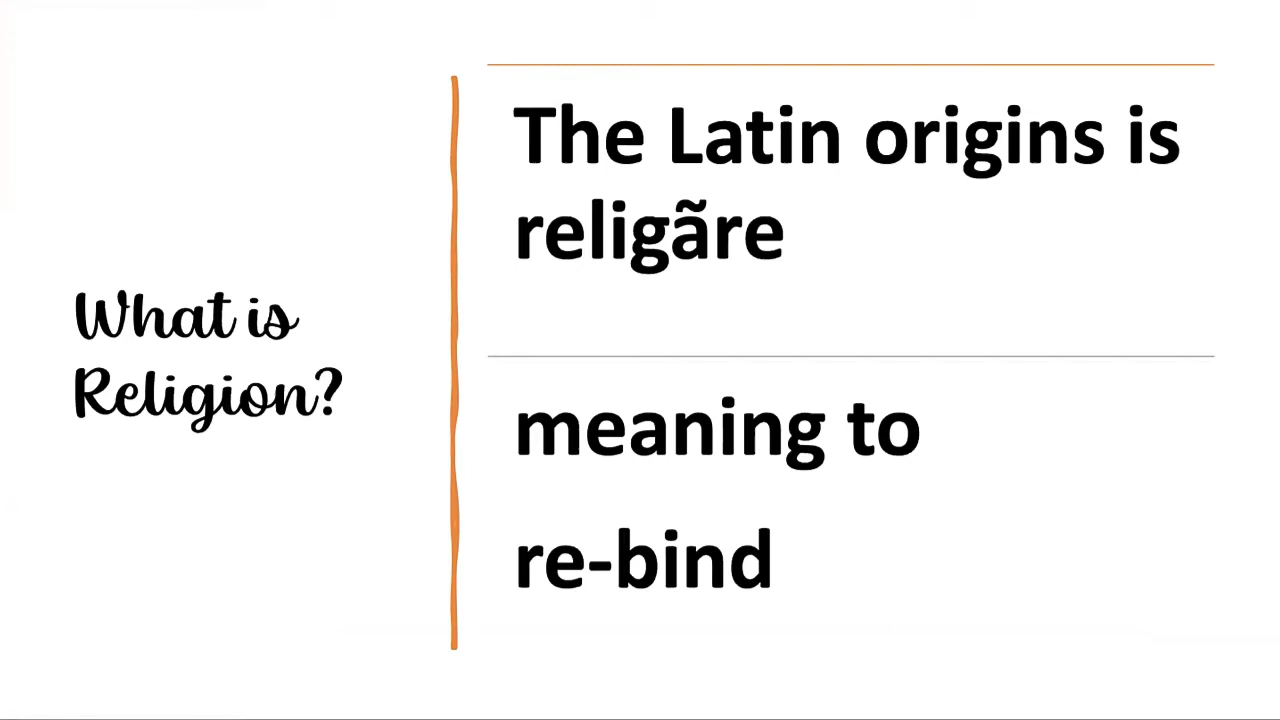 What is
Religion?
The Latin origins is
religãre
meaning to
re-bind